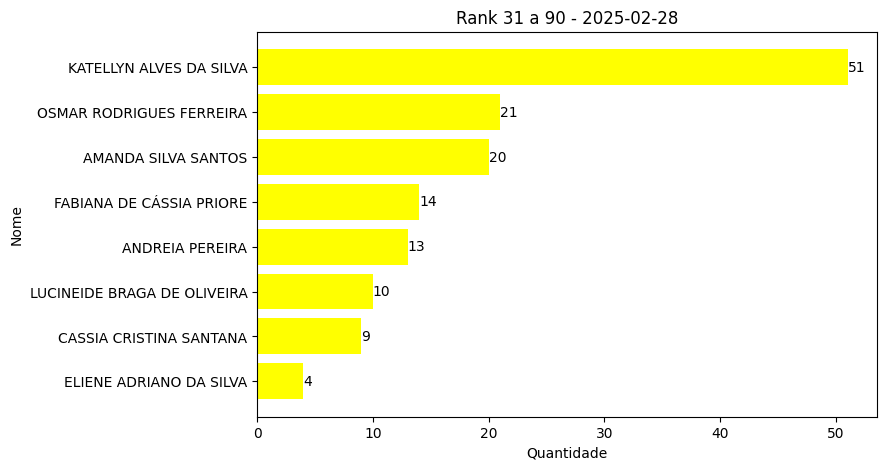 Rank 31 a 90 - 2025-02-28
KATELLYN ALVES DA SILVA 51
OSMAR RODRIGUES FERREIRA 21
AMANDA SILVA SANTOS 20
FABIANA DE CÁSSIA PRIORE 14
ANDREIA PEREIRA 13
LUCINEIDE BRAGA DE OLIVEIRA 10
CASSIA CRISTINA SANTANA 9
ELIENE ADRIANO DA SILVA 4
Nome
0 10 20 30 40 50
Quantidade